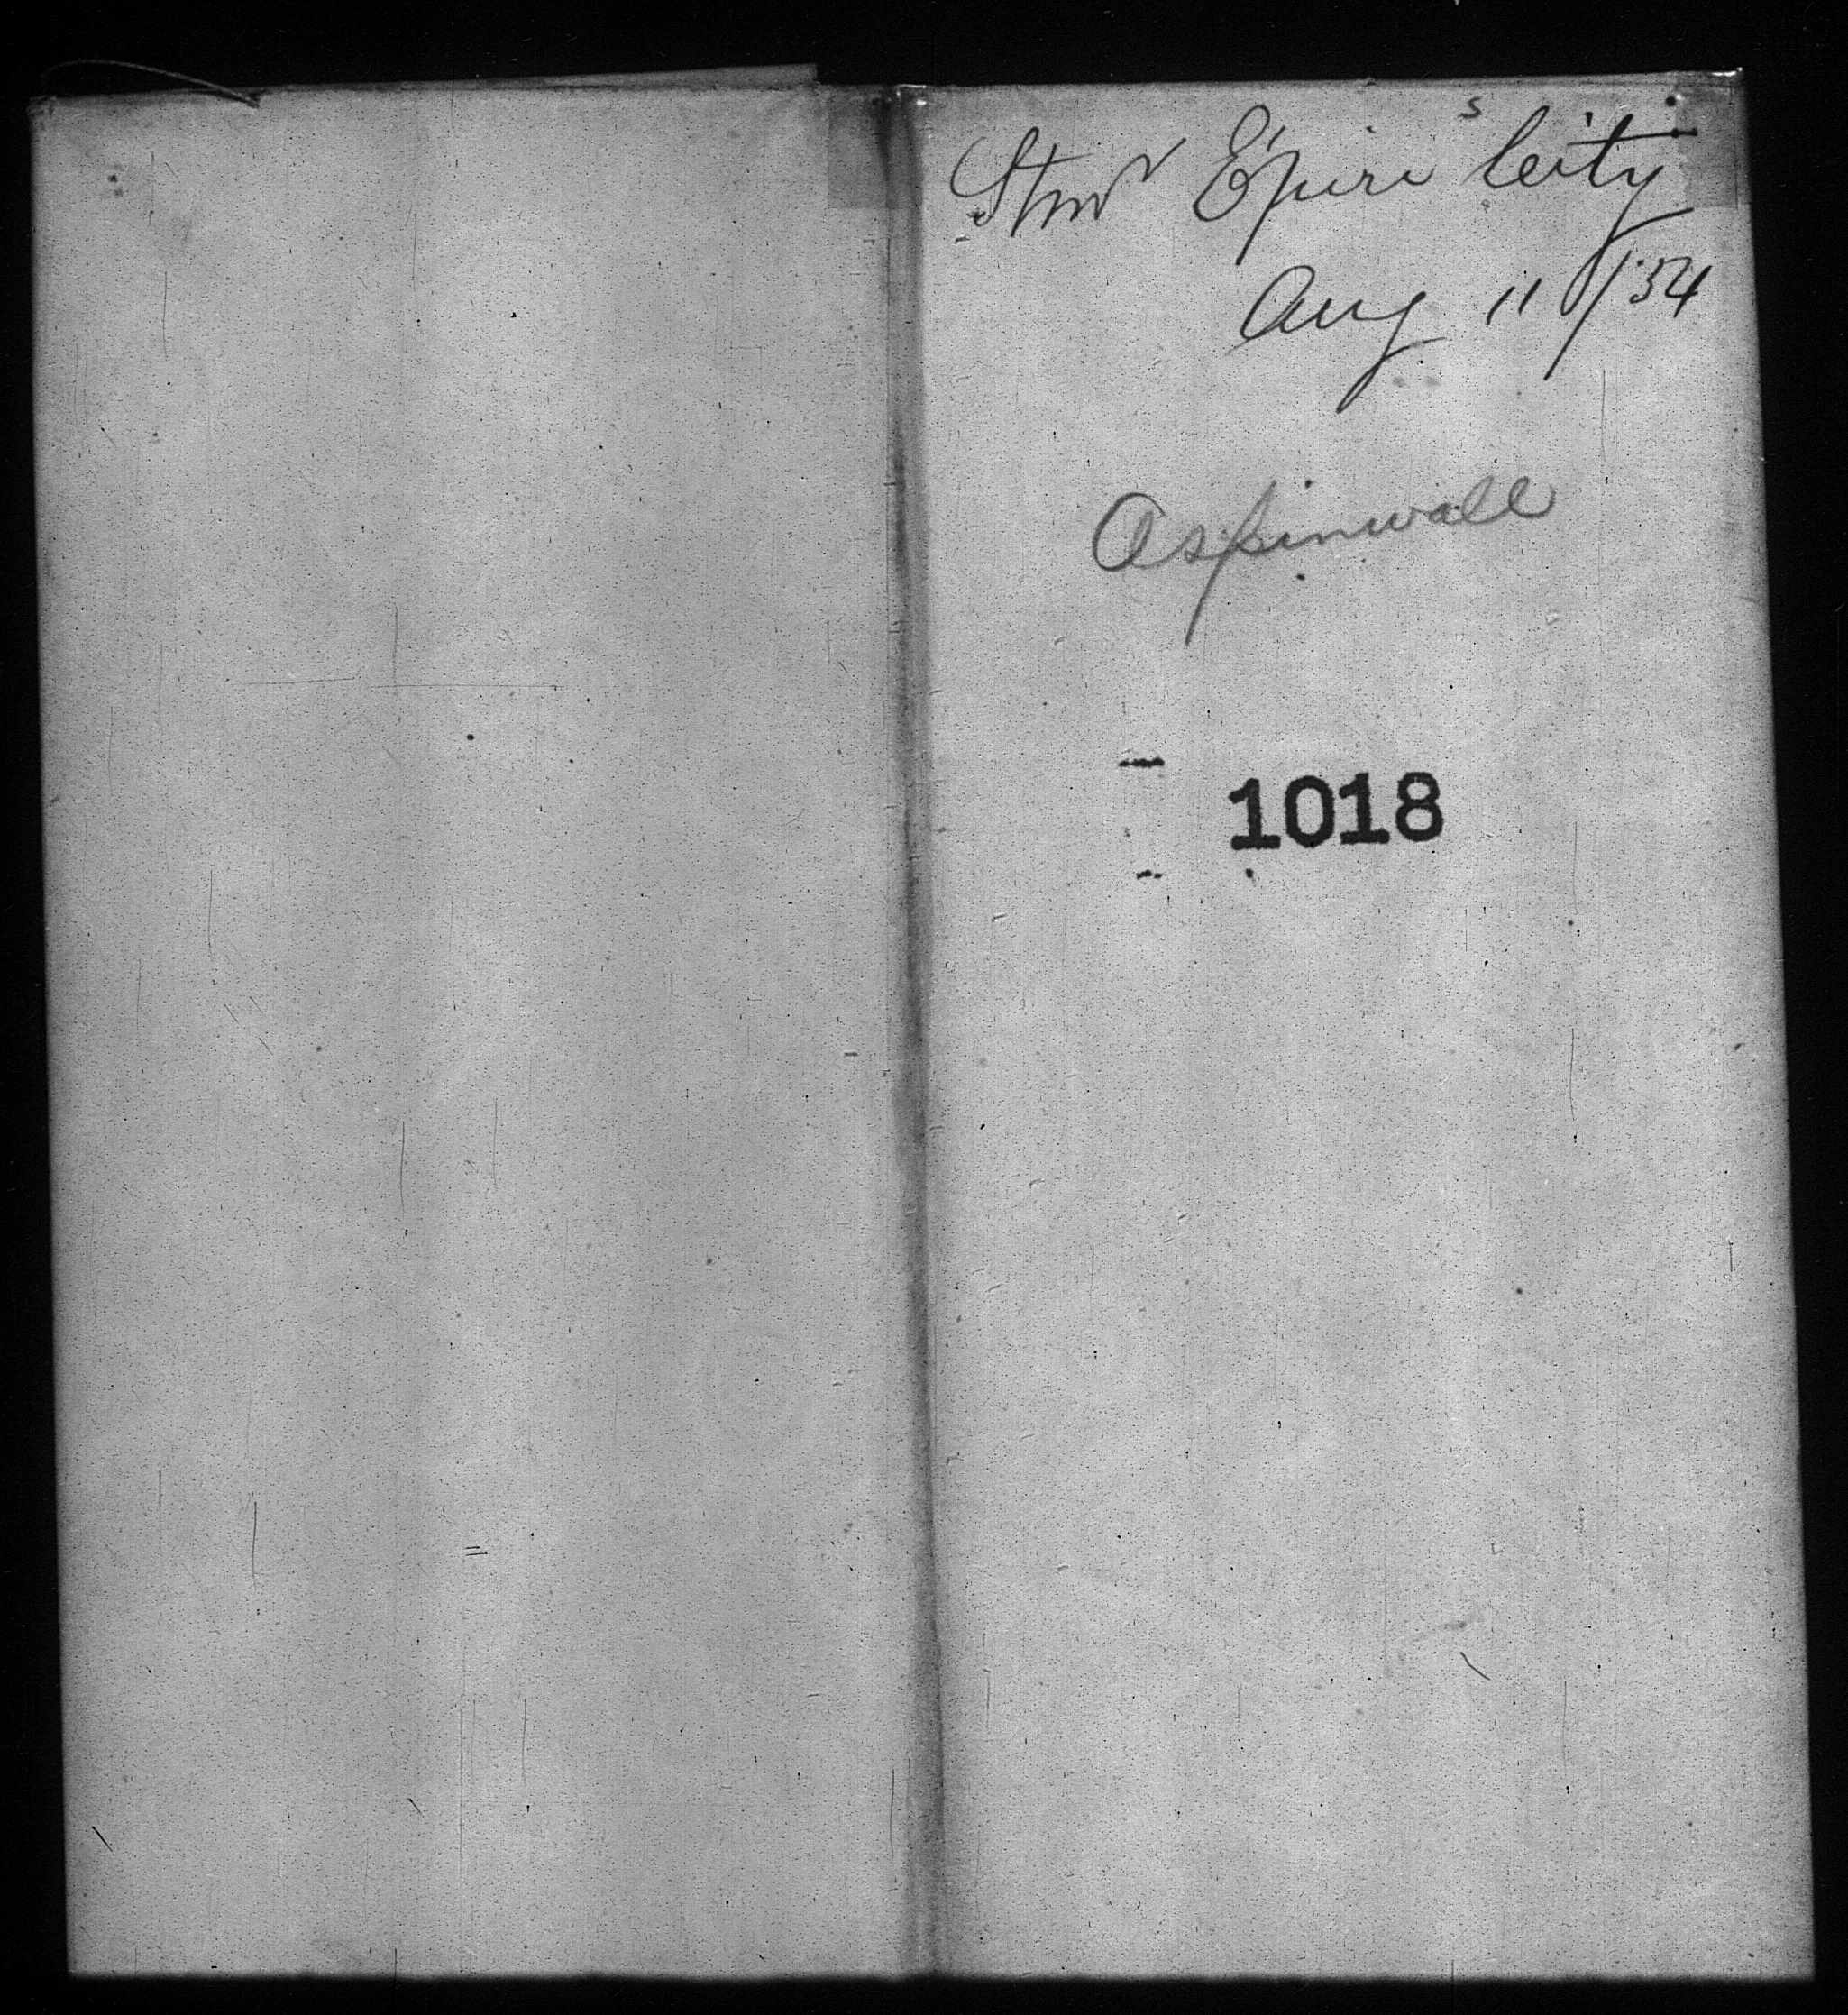 Stmr Empire City
Aug 11/54
Aspinwall
1018